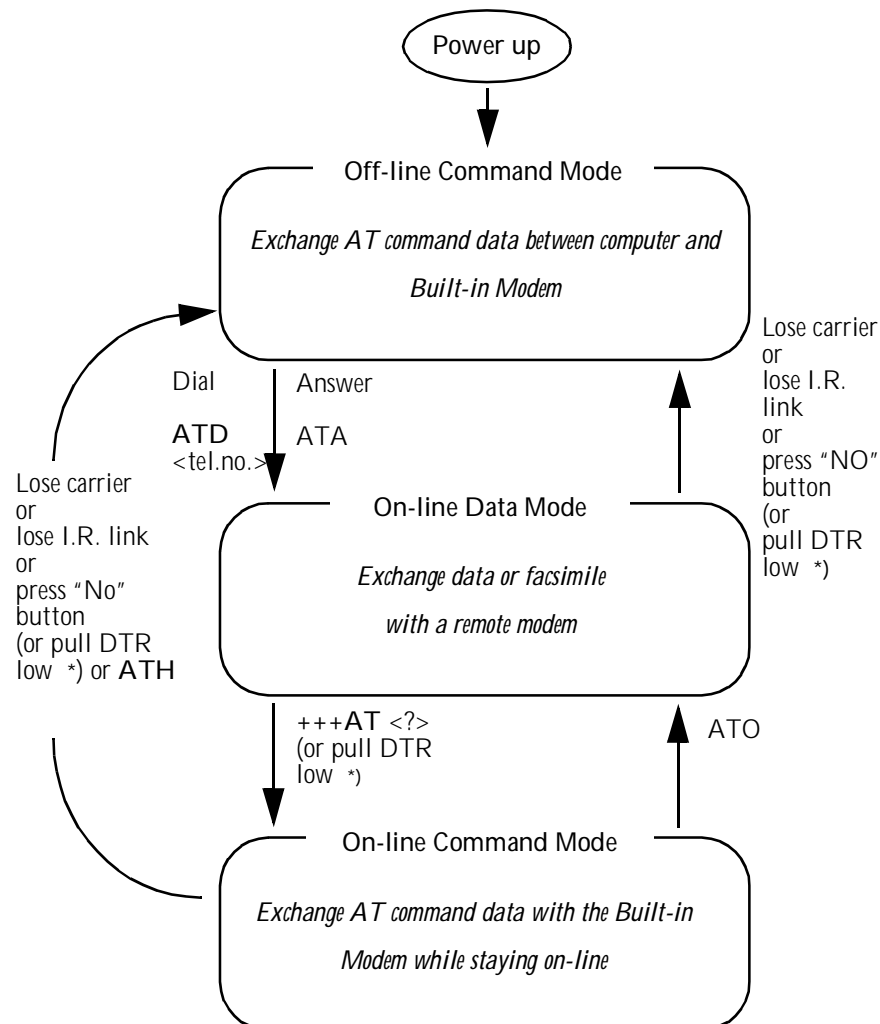 Power up
Off-line Command Mode
Exchange AT command data between computer and
Built-in Modem
Dial
ATD
<tel.no.>
Answer
ATA
Lose carrier
or
lose I.R.
link
or
press “NO”
button
(or
pull DTR
low *)
Lose carrier
or
lose I.R. link
or
press “No”
button
(or pull DTR
low *) or ATH
On-line Data Mode
Exchange data or facsimile
with a remote modem
+++AT <?>
(or pull DTR
low *)
ATO
On-line Command Mode
Exchange AT command data with the Built-in
Modem while staying on-line